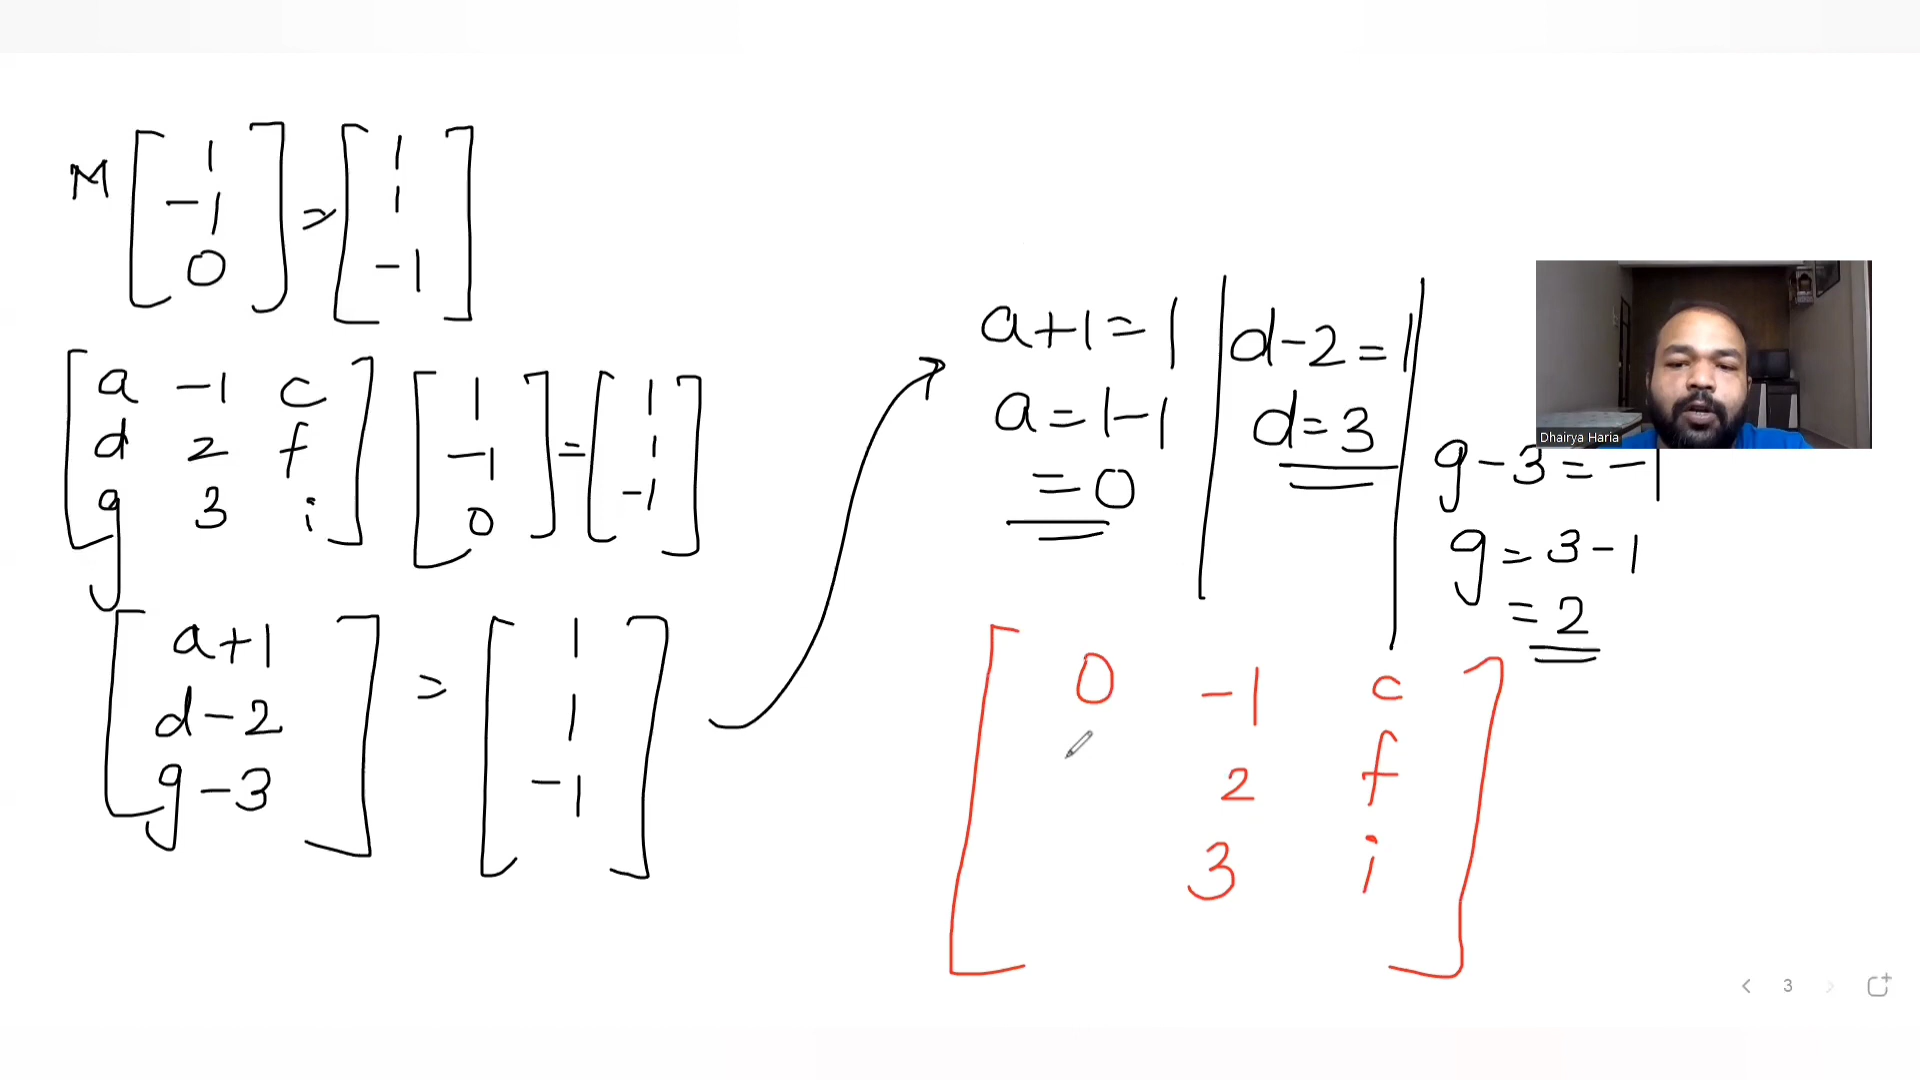 M [ 1 -1 0 ] = [ 1 1 -1 ]
[ a -1 c
d 2 f
g 3 i ] [ 1 -1 0 ] = [ 1 1 -1 ]
[ a+1
d-2
g-3 ] = [ 1 1 -1 ]
a+1=1
a=1-1
=0
d-2=1
d=3
g-3=-1
g=3-1
=2
[ 0 -1 c
2 f
3 i ]
Dhairya Haria
< 3 >